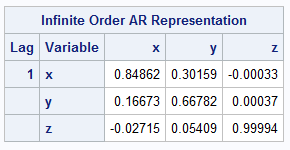 Infinite Order AR Representation
Lag Variable x y z
1 x 0.84862 0.30159 -0.00033
y 0.16673 0.66782 0.00037
z -0.02715 0.05409 0.99994